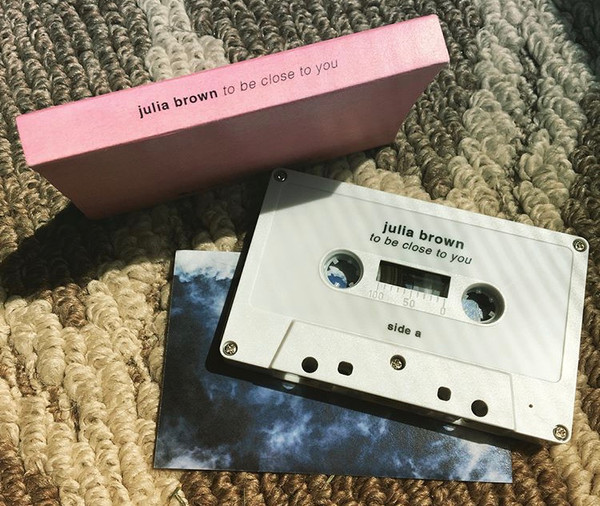 julia brown to be close to you
julia brown
to be close to you
100 50 0
side a